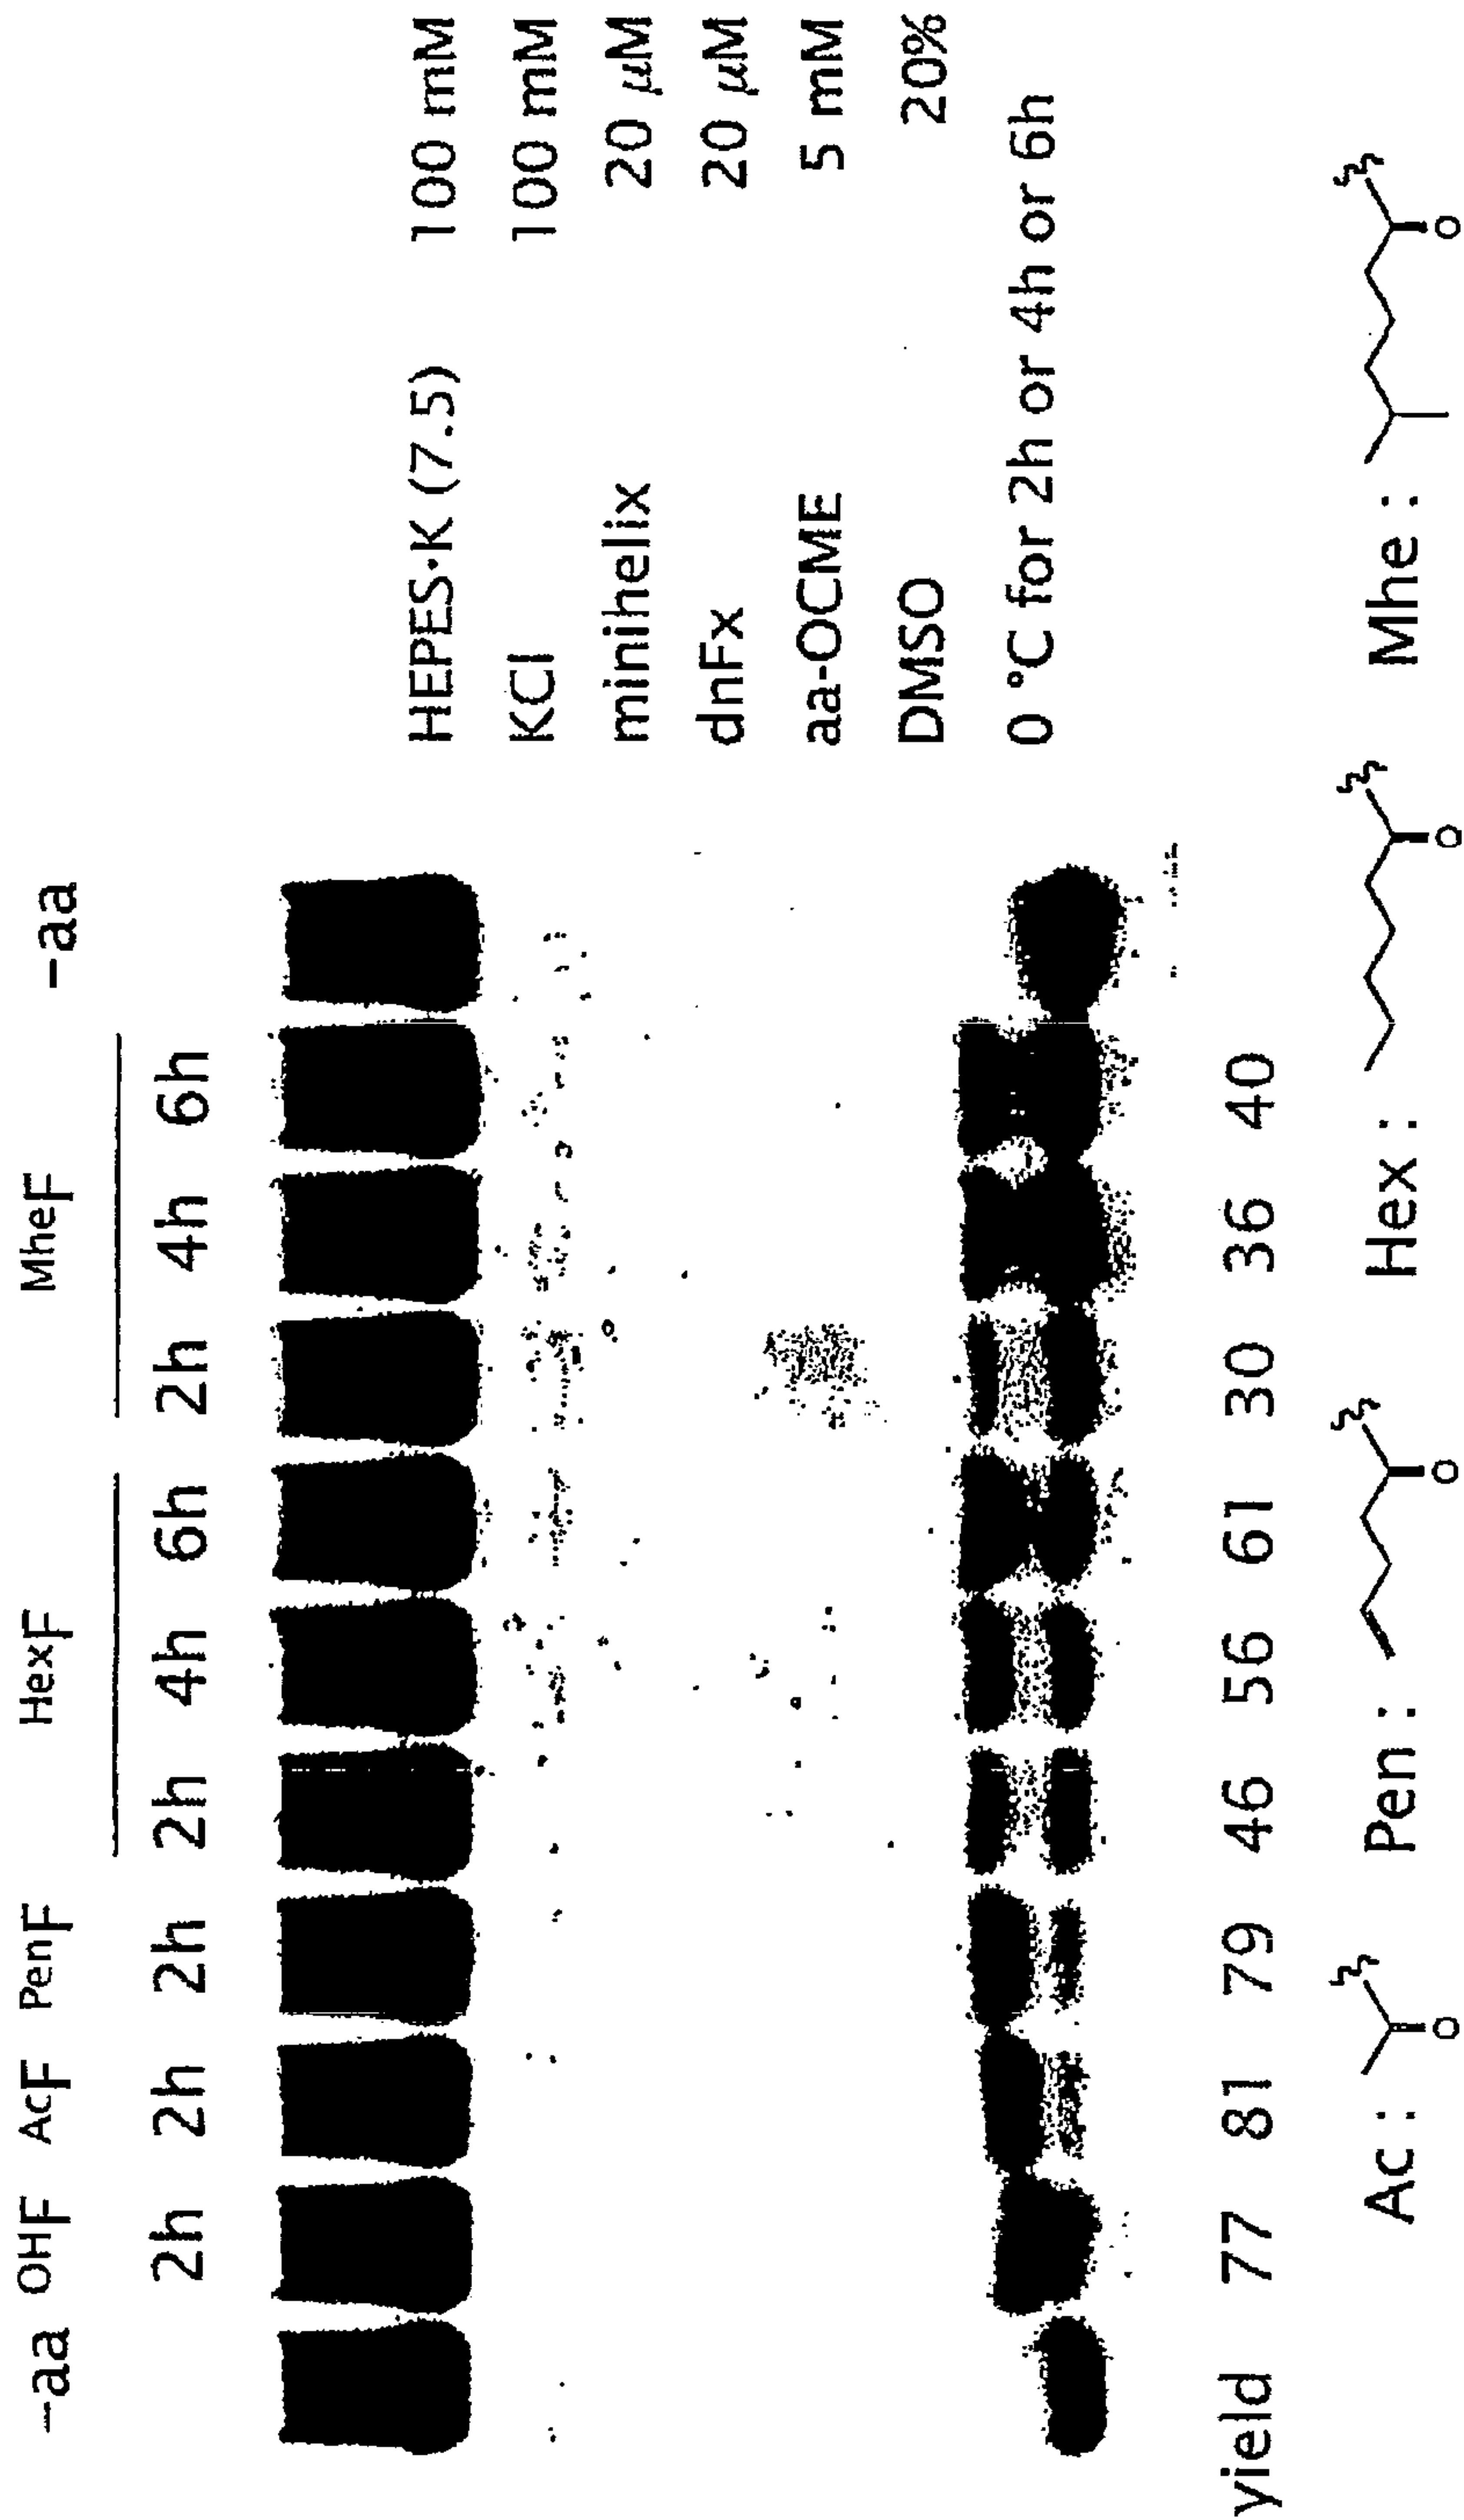 -aa OHF AcF PenF HexF MheF -aa
2h 2h 2h 2h 4h 6h 2h 4h 6h
HEPES·K (7.5) 100 mM
KCl 100 mM
minihelix 20 μM
dnFx 20 μM
aa-OCME 5 mM
DMSO 20%
0 °C for 2h or 4h or 6h
yield 77 81 79 46 56 61 30 36 40
Ac : Pen : Hex : Mhe :
O O O O